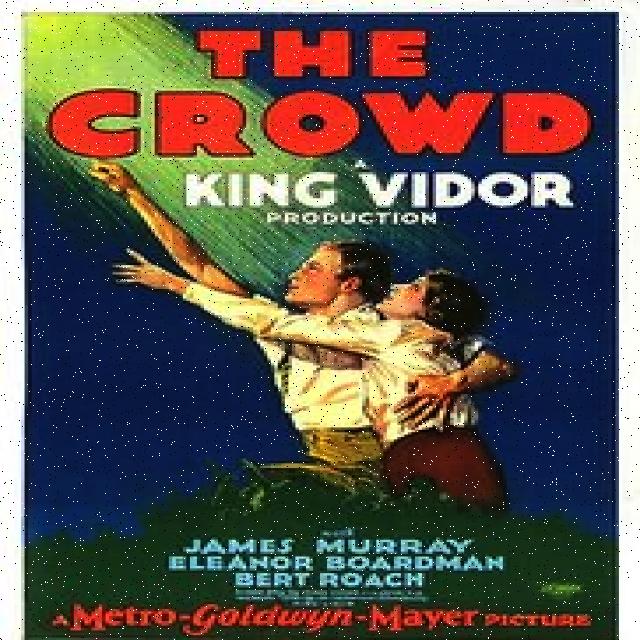 THE
CROWD
A
KING VIDOR
PRODUCTION
with
JAMES MURRAY
ELEANOR BOARDMAN
BERT ROACH
A Metro-Goldwyn-Mayer PICTURE